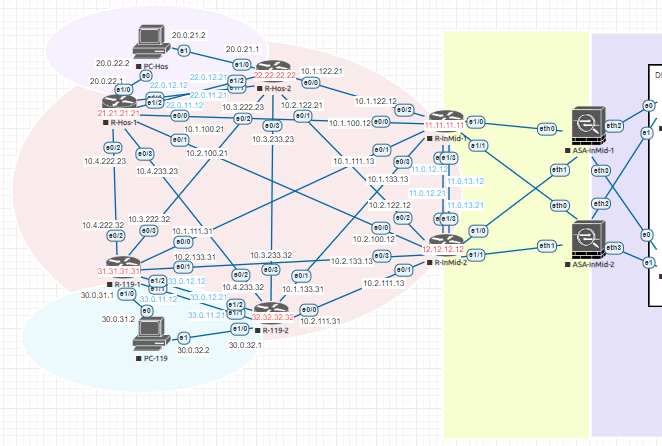 20.0.21.2
e1
PC-Hos
20.0.21.1
e1/0
20.0.22.2
e0
20.0.22.1
22.0.12.12
22.0.12.21
e1/2
22.22.22.22
R-Hos-2
e0/0
10.1.122.21
22.0.11.21
e1/2
22.0.11.12
21.21.21.21
R-Hos-1
e0/0
10.3.222.23
e0/2
10.2.122.21
e0/1
10.1.122.12
e0/2
10.1.100.12
e0/0
11.11.11.11
R-InMid-1
e1/0
e1/1
eth0
ASA-InMid-1
eth2
e0
e1
10.1.100.21
e0/1
10.2.100.21
e0/3
10.3.233.23
e0/2
e0/3
10.4.222.23
10.4.233.23
e0/1
10.1.111.13
e0/3
10.1.133.13
e1/3
11.0.12.12
11.0.13.12
11.0.12.21
11.0.13.21
eth1
eth3
eth0
eth2
10.4.222.32
10.3.222.32
e0/3
e0/2
10.1.111.31
e0/0
10.2.122.12
e0/2
e0/0
10.2.100.12
e1/3
12.12.12.12
R-InMid-2
e1/0
e1/1
eth1
ASA-InMid-2
eth3
e0
e1
10.2.133.31
e0/1
10.3.233.32
e0/3
10.2.133.13
e0/3
e0/1
10.2.111.13
31.31.31.31
R-119-1
e1/2
33.0.12.12
33.0.11.12
e0/2
10.4.233.32
e0/1
10.1.133.31
30.0.31.1
e1/0
33.0.12.21
33.0.11.21
e1/2
32.32.32.32
R-119-2
e0/0
10.2.111.31
30.0.31.2
e0
PC-119
e1
30.0.32.2
e1/0
30.0.32.1